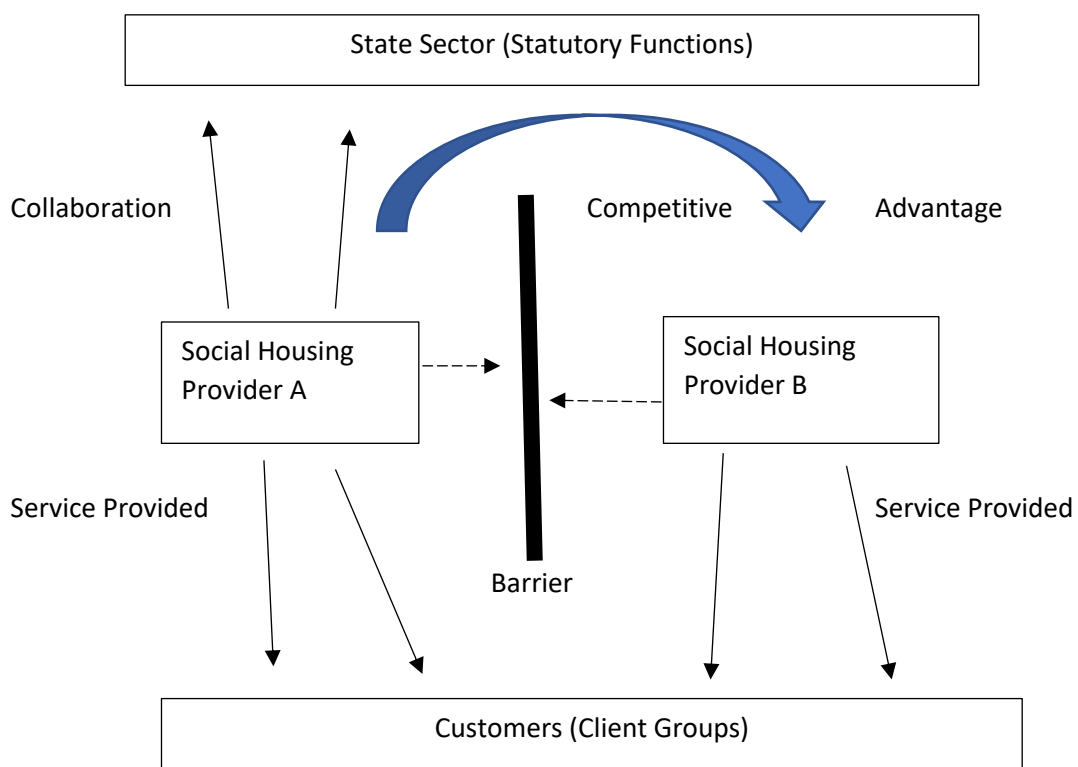 State Sector (Statutory Functions)
Collaboration
Competitive
Advantage
Social Housing
Provider A
Social Housing
Provider B
Service Provided
Service Provided
Barrier
Customers (Client Groups)